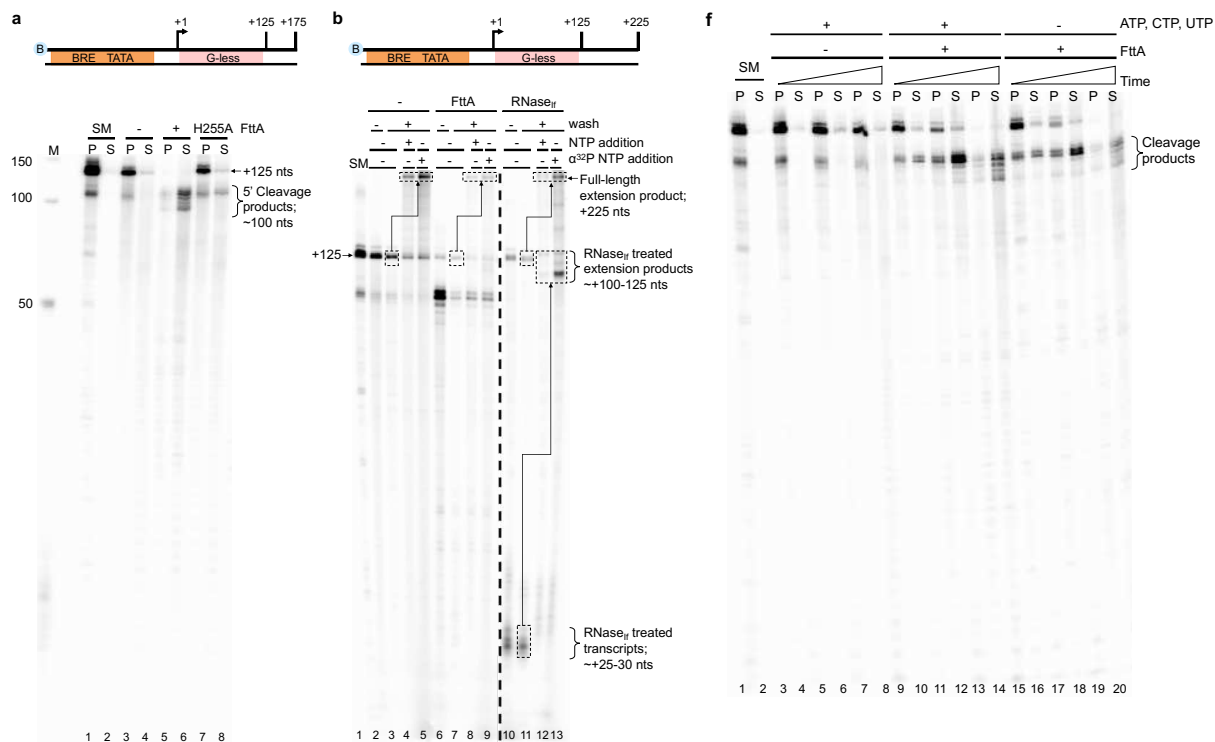 a
+1 +125 +175
B BRE TATA G-less
SM - + H255A FttA
M P S P S P S P S
150
+125 nts
100
5' Cleavage
products;
~100 nts
50
1 2 3 4 5 6 7 8
b
+1 +125 +225
B BRE TATA G-less
- FttA RNaseIf
- + - + - + wash
- + - + - + NTP addition
SM - + - + - + α³²P NTP addition
Full-length
extension product;
+225 nts
+125
RNaseIf treated
extension products
~+100-125 nts
RNaseIf treated
transcripts;
~+25-30 nts
1 2 3 4 5 6 7 8 9 10 11 12 13
f
+ + - ATP, CTP, UTP
- + + FttA
SM Time
P S P S P S P S P S P S P S P S P S P S
Cleavage
products
1 2 3 4 5 6 7 8 9 10 11 12 13 14 15 16 17 18 19 20